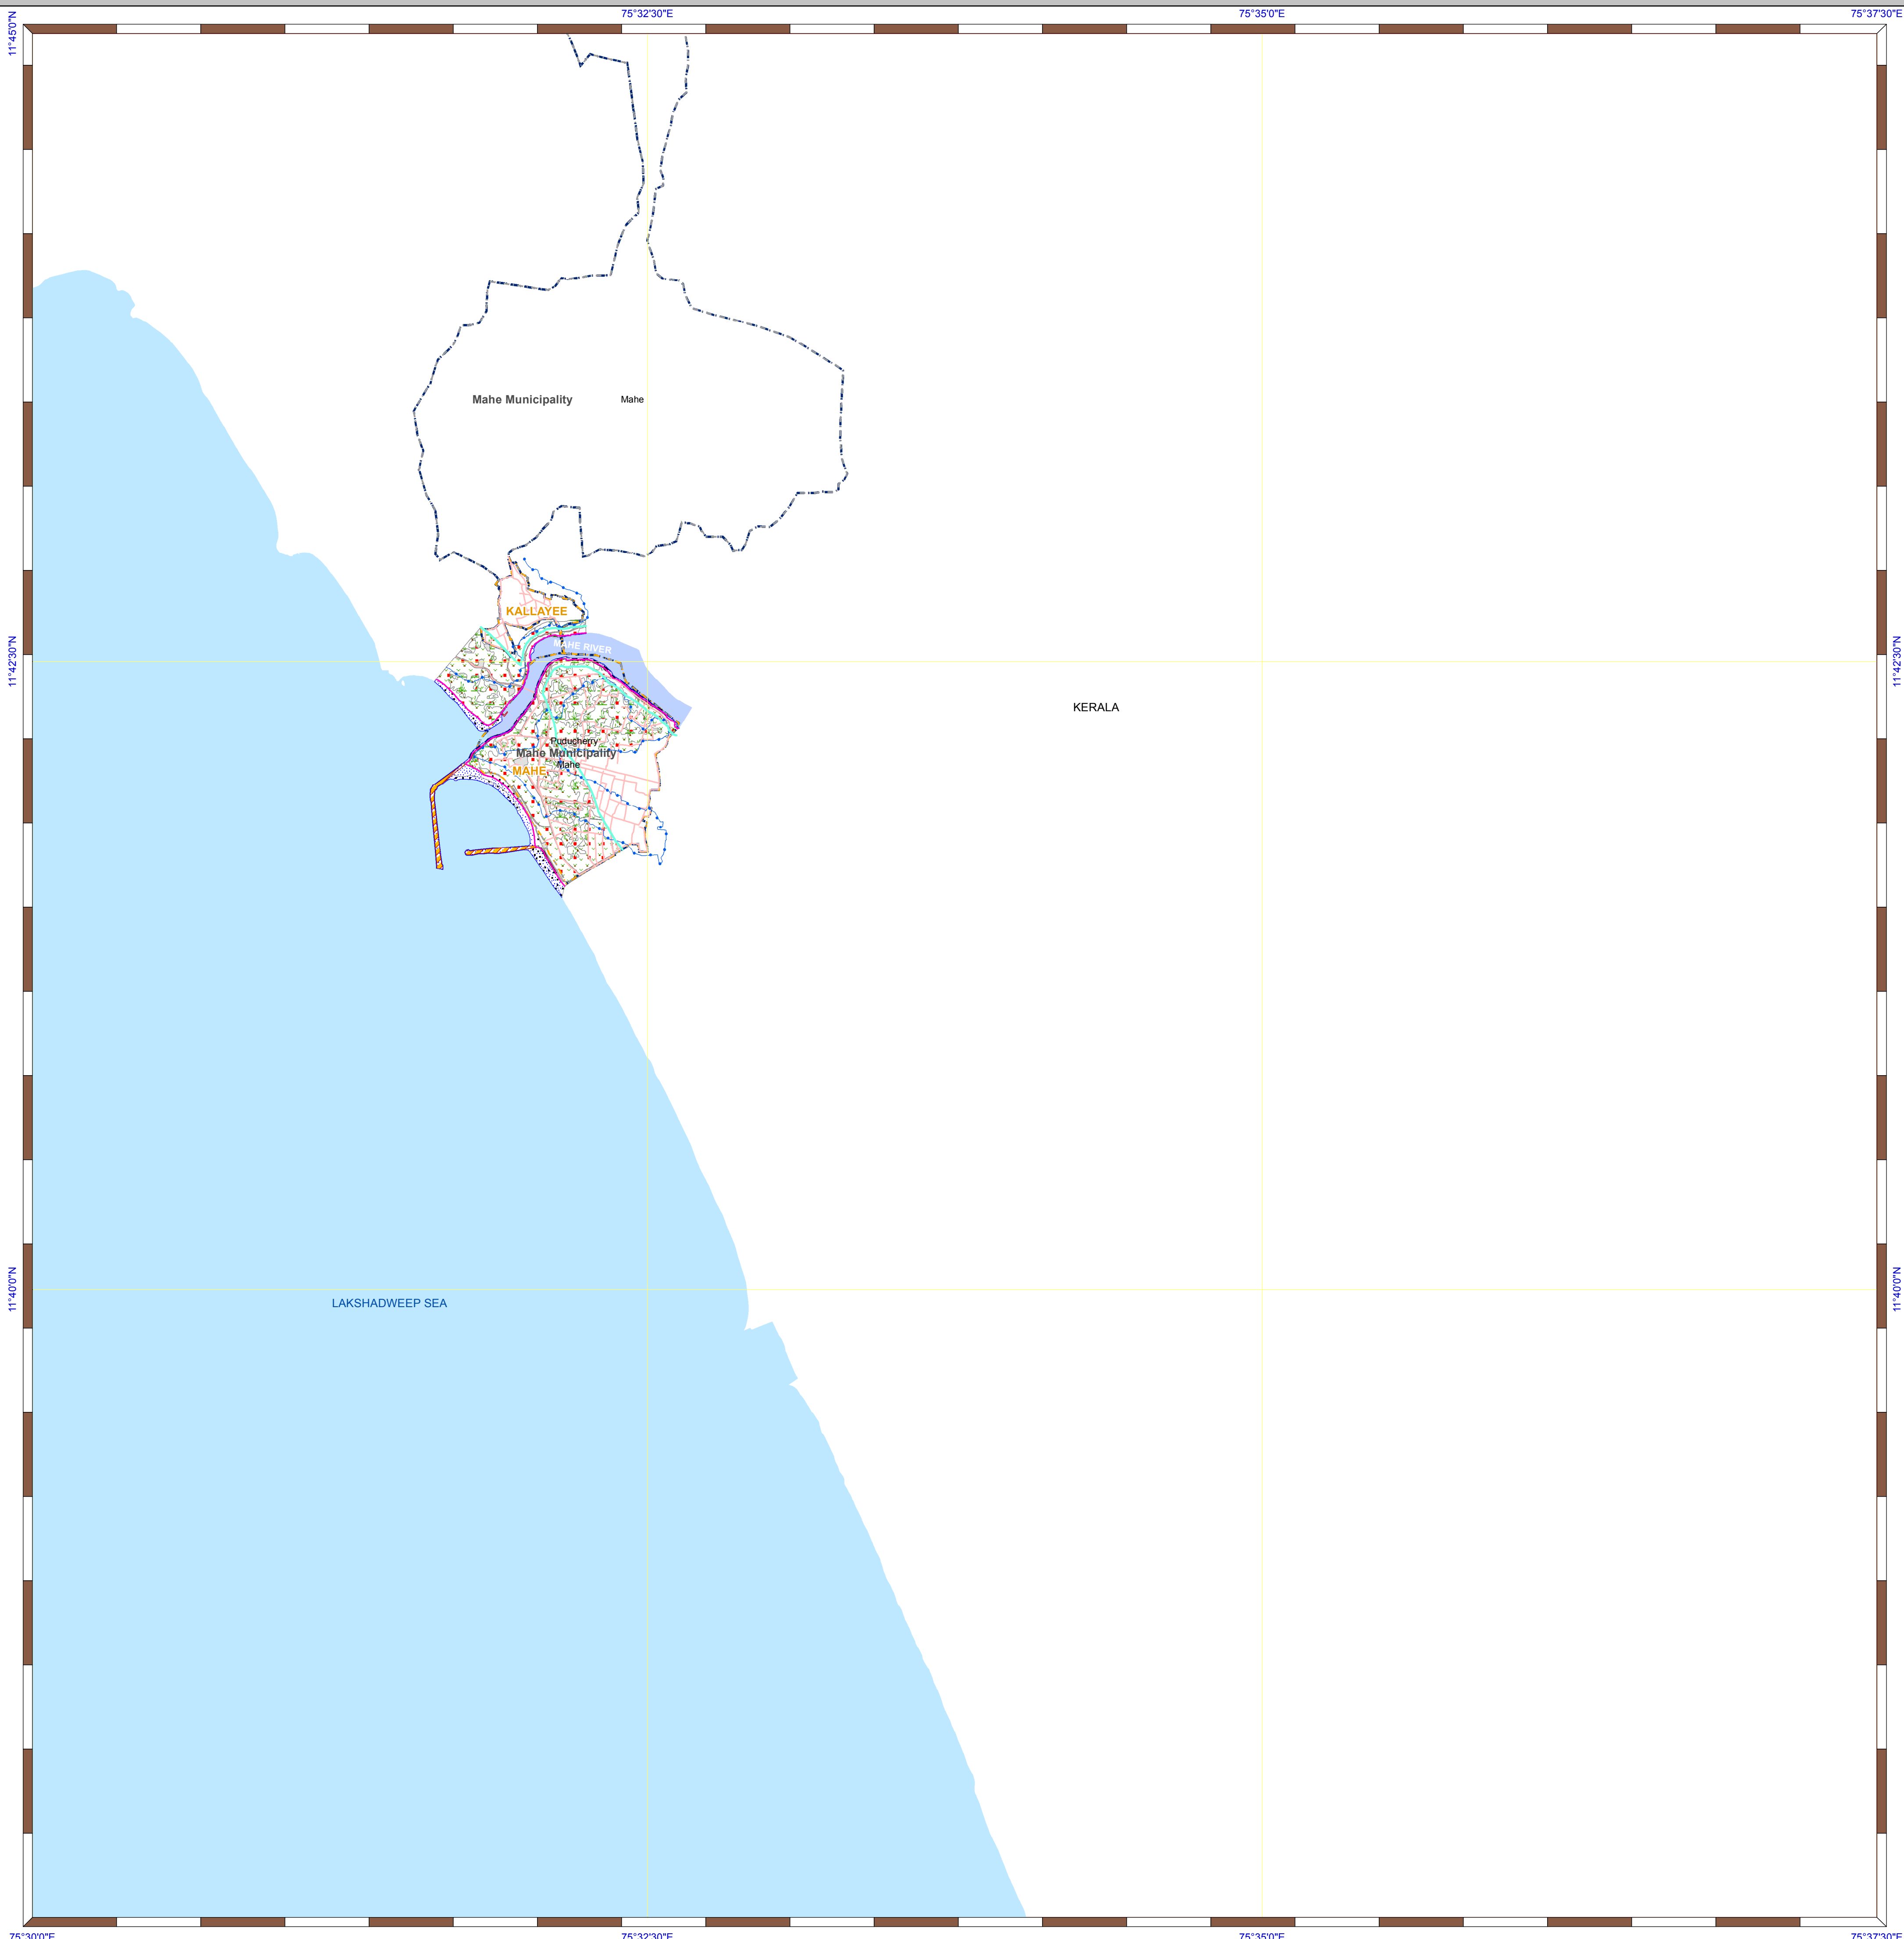 75°32'30"E
75°35'0"E
75°37'30"E
11°45'0"N
Mahe Municipality
Mahe
KALLAYEE
MAHE RIVER
11°42'30"N
11°42'30"N
KERALA
Puducherry
Mahe Municipality
Mahe
MAHE
11°40'0"N
11°40'0"N
LAKSHADWEEP SEA
75°30'0"E
75°32'30"E
75°35'0"E
75°37'30"E